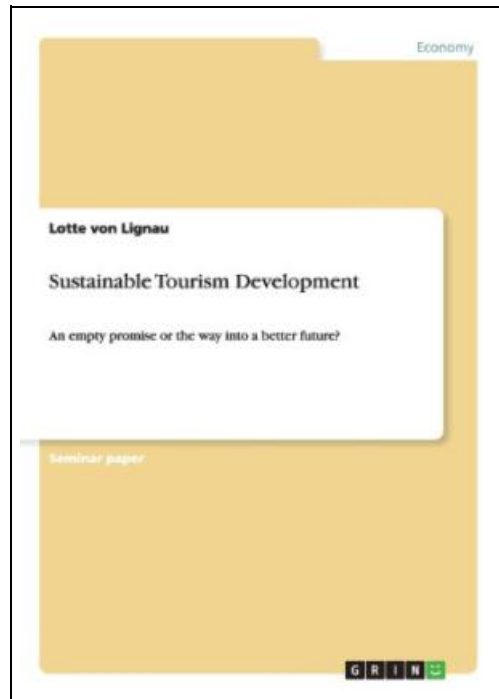 Economy
Lotte von Lignau
Sustainable Tourism Development
An empty promise or the way into a better future?
Seminar paper
GRIN